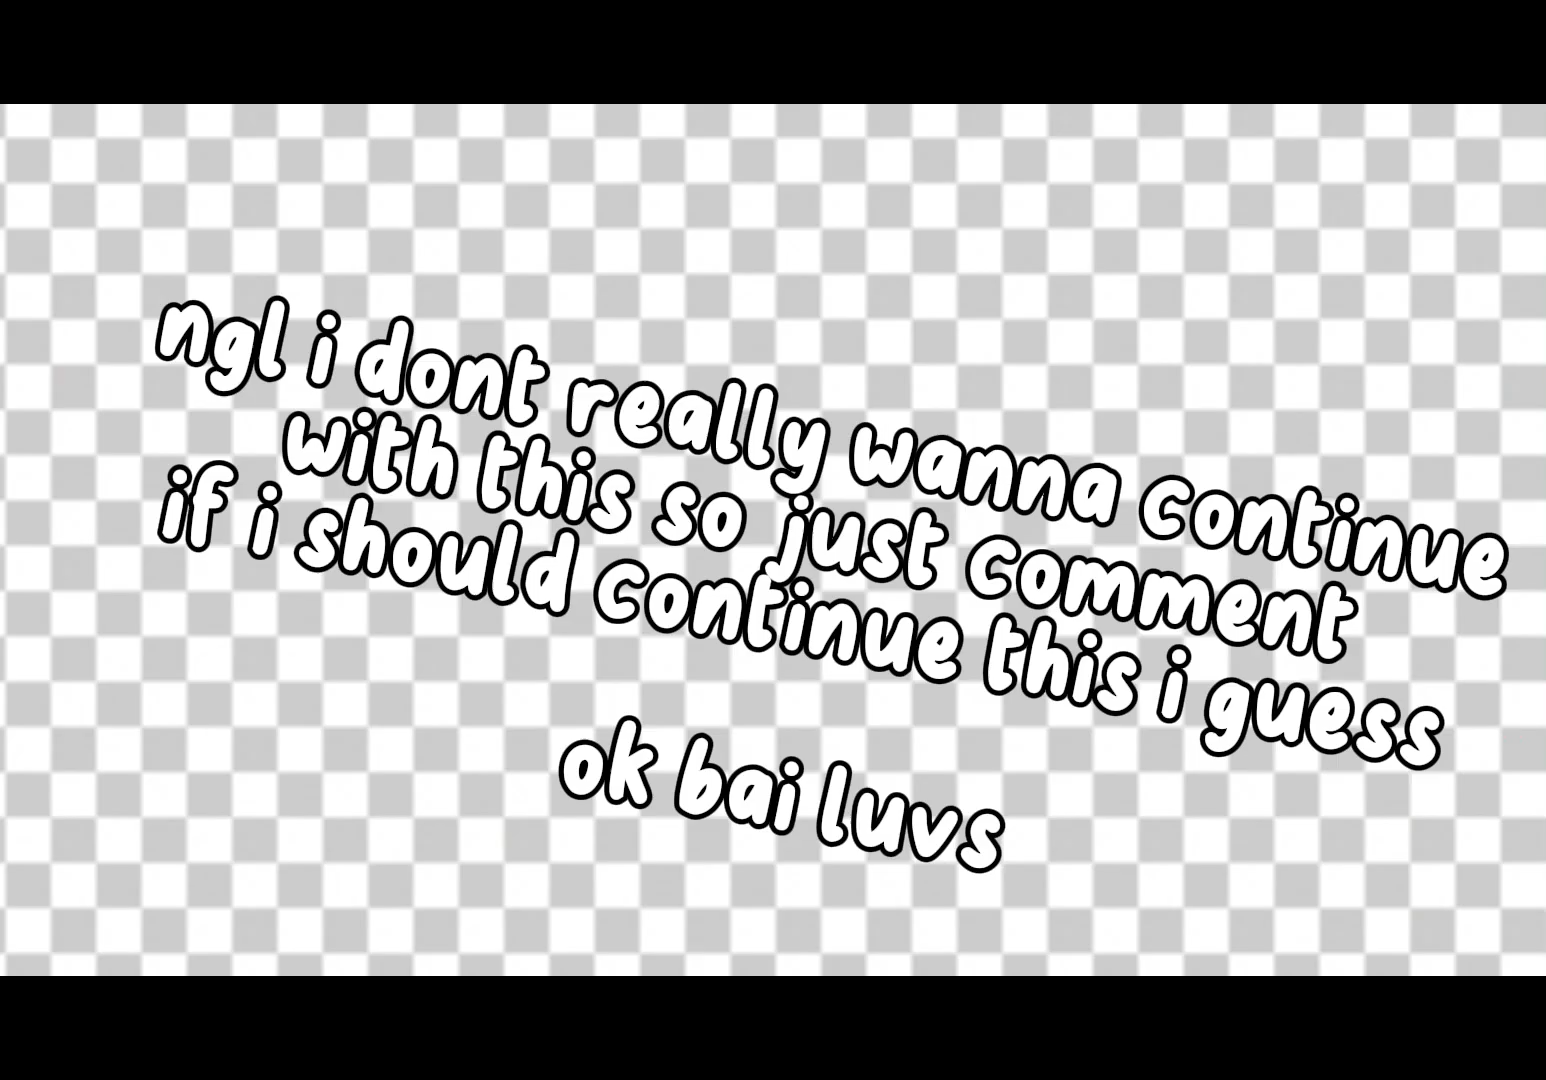 ngl i dont really wanna continue
with this so just comment
if i should continue this i guess
ok bai luvs